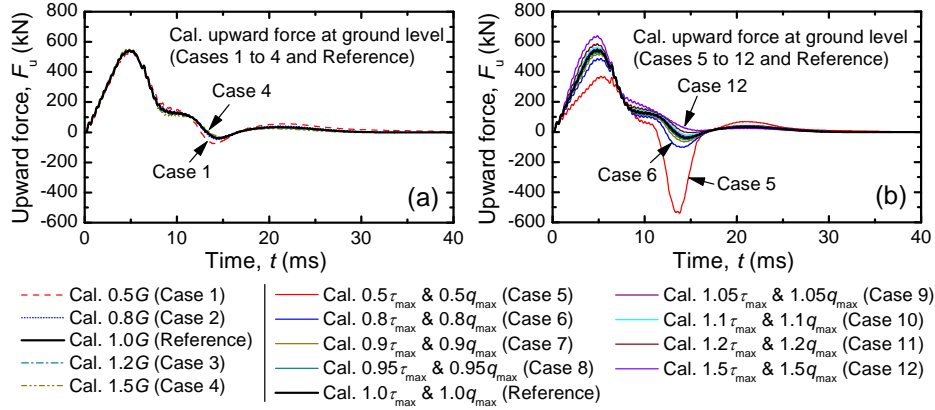 Upward force, Fu (kN)
800
600
400
200
0
-200
-400
-600
0 10 20 30 40
Time, t (ms)
Cal. upward force at ground level
(Cases 1 to 4 and Reference)
Case 4
Case 1
(a)
Upward force, Fu (kN)
800
600
400
200
0
-200
-400
-600
0 10 20 30 40
Time, t (ms)
Cal. upward force at ground level
(Cases 5 to 12 and Reference)
Case 12
Case 6
Case 5
(b)
Cal. 0.5G (Case 1)
Cal. 0.8G (Case 2)
Cal. 1.0G (Reference)
Cal. 1.2G (Case 3)
Cal. 1.5G (Case 4)
Cal. 0.5τmax & 0.5qmax (Case 5)
Cal. 0.8τmax & 0.8qmax (Case 6)
Cal. 0.9τmax & 0.9qmax (Case 7)
Cal. 0.95τmax & 0.95qmax (Case 8)
Cal. 1.0τmax & 1.0qmax (Reference)
Cal. 1.05τmax & 1.05qmax (Case 9)
Cal. 1.1τmax & 1.1qmax (Case 10)
Cal. 1.2τmax & 1.2qmax (Case 11)
Cal. 1.5τmax & 1.5qmax (Case 12)